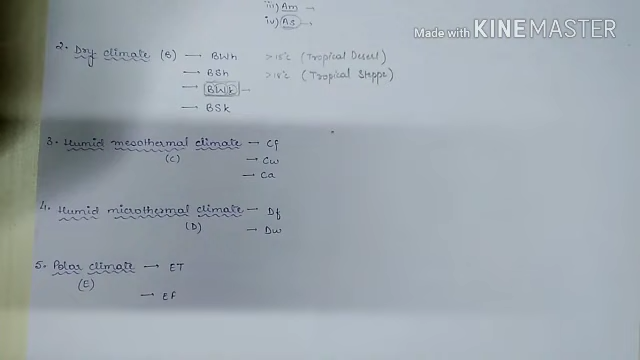 iii) Am →
iv) As →
Made with KINEMASTER
2. Dry climate (B) → BWh >18°C (Tropical Desert)
→ BSh >18°C (Tropical Steppe)
→ BWk →
→ BSk
3. Humid mesothermal climate → Cf
(C) → Cw
→ Ca
4. Humid microthermal climate → Df
(D) → Dw
5. Polar climate → ET
(E) → EF